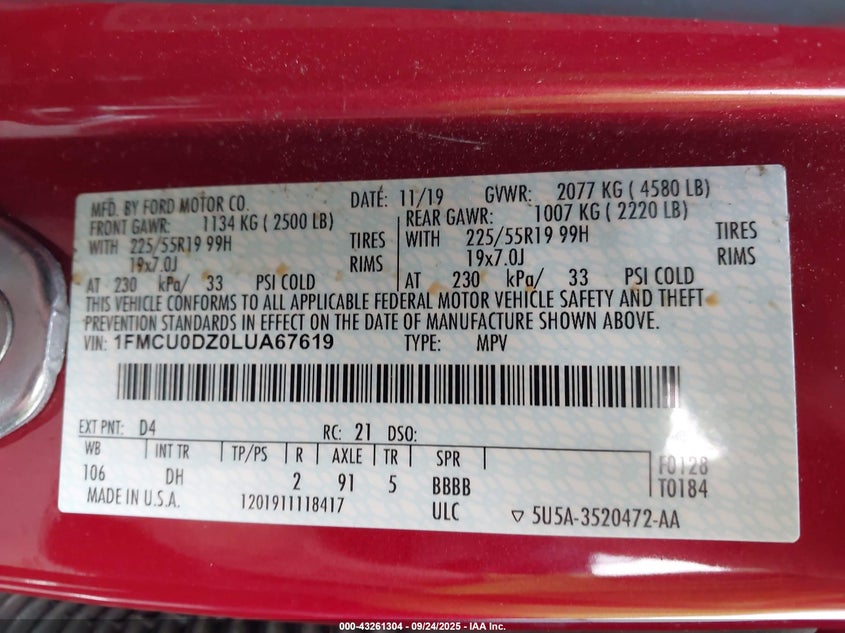 MFD. BY FORD MOTOR CO. DATE: 11/19 GVWR: 2077 KG ( 4580 LB)
FRONT GAWR: 1134 KG ( 2500 LB) REAR GAWR: 1007 KG ( 2220 LB)
WITH 225/55R19 99H TIRES WITH 225/55R19 99H TIRES
19x7.0J RIMS 19x7.0J RIMS
AT 230 kPa/ 33 PSI COLD AT 230 kPa/ 33 PSI COLD
THIS VEHICLE CONFORMS TO ALL APPLICABLE FEDERAL MOTOR VEHICLE SAFETY AND THEFT
PREVENTION STANDARDS IN EFFECT ON THE DATE OF MANUFACTURE SHOWN ABOVE.
VIN: 1FMCU0DZ0LUA67619 TYPE: MPV
EXT PNT: D4 RC: 21 DSO:
WB INT TR TP/PS R AXLE TR SPR F0128
106 DH 2 91 5 BBBB T0184
MADE IN U.S.A. 1201911118417 ULC ▽ 5U5A-3520472-AA
000-43261304 - 09/24/2025 - IAA Inc.